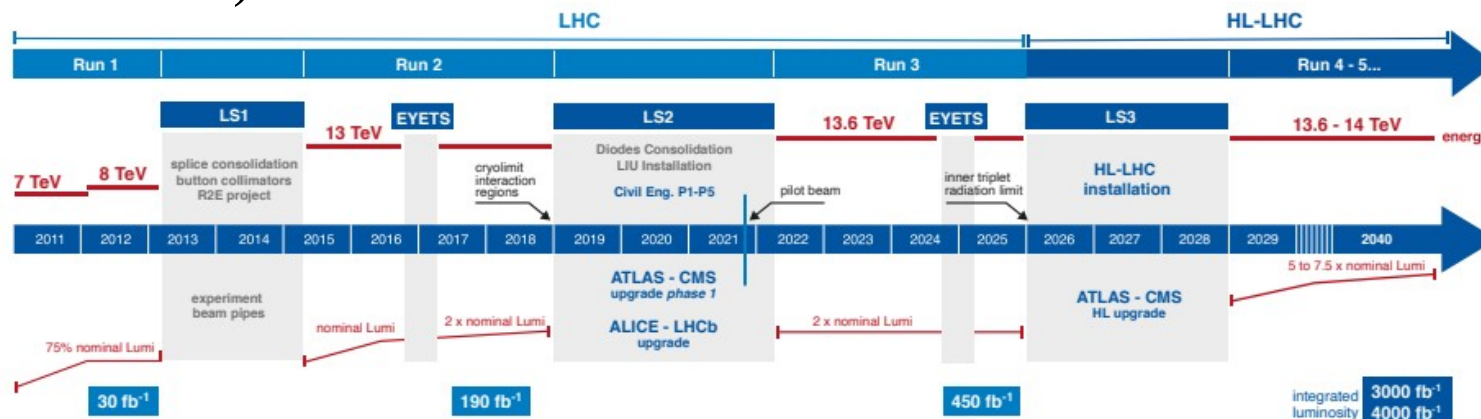 LHC
HL-LHC
Run 1
Run 2
Run 3
Run 4 - 5...
LS1
EYETS
LS2
EYETS
LS3
7 TeV
8 TeV
13 TeV
13.6 TeV
13.6 - 14 TeV
energ
splice consolidation
button collimators
R2E project
cryolimit
interaction
regions
Diodes Consolidation
LIU Installation
Civil Eng. P1-P5
pilot beam
inner triplet
radiation limit
HL-LHC
installation
2011
2012
2013
2014
2015
2016
2017
2018
2019
2020
2021
2022
2023
2024
2025
2026
2027
2028
2029
2040
experiment
beam pipes
ATLAS - CMS
upgrade phase 1
ALICE - LHCb
upgrade
ATLAS - CMS
HL upgrade
75% nominal Lumi
nominal Lumi
2 x nominal Lumi
2 x nominal Lumi
5 to 7.5 x nominal Lumi
30 fb⁻¹
190 fb⁻¹
450 fb⁻¹
integrated
luminosity
3000 fb⁻¹
4000 fb⁻¹